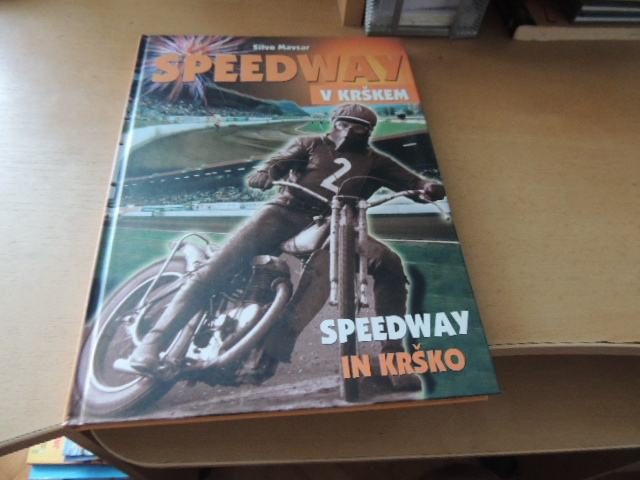 Silvo Mavsar
SPEEDWAY
V KRŠKEM
2
SPEEDWAY
IN KRŠKO